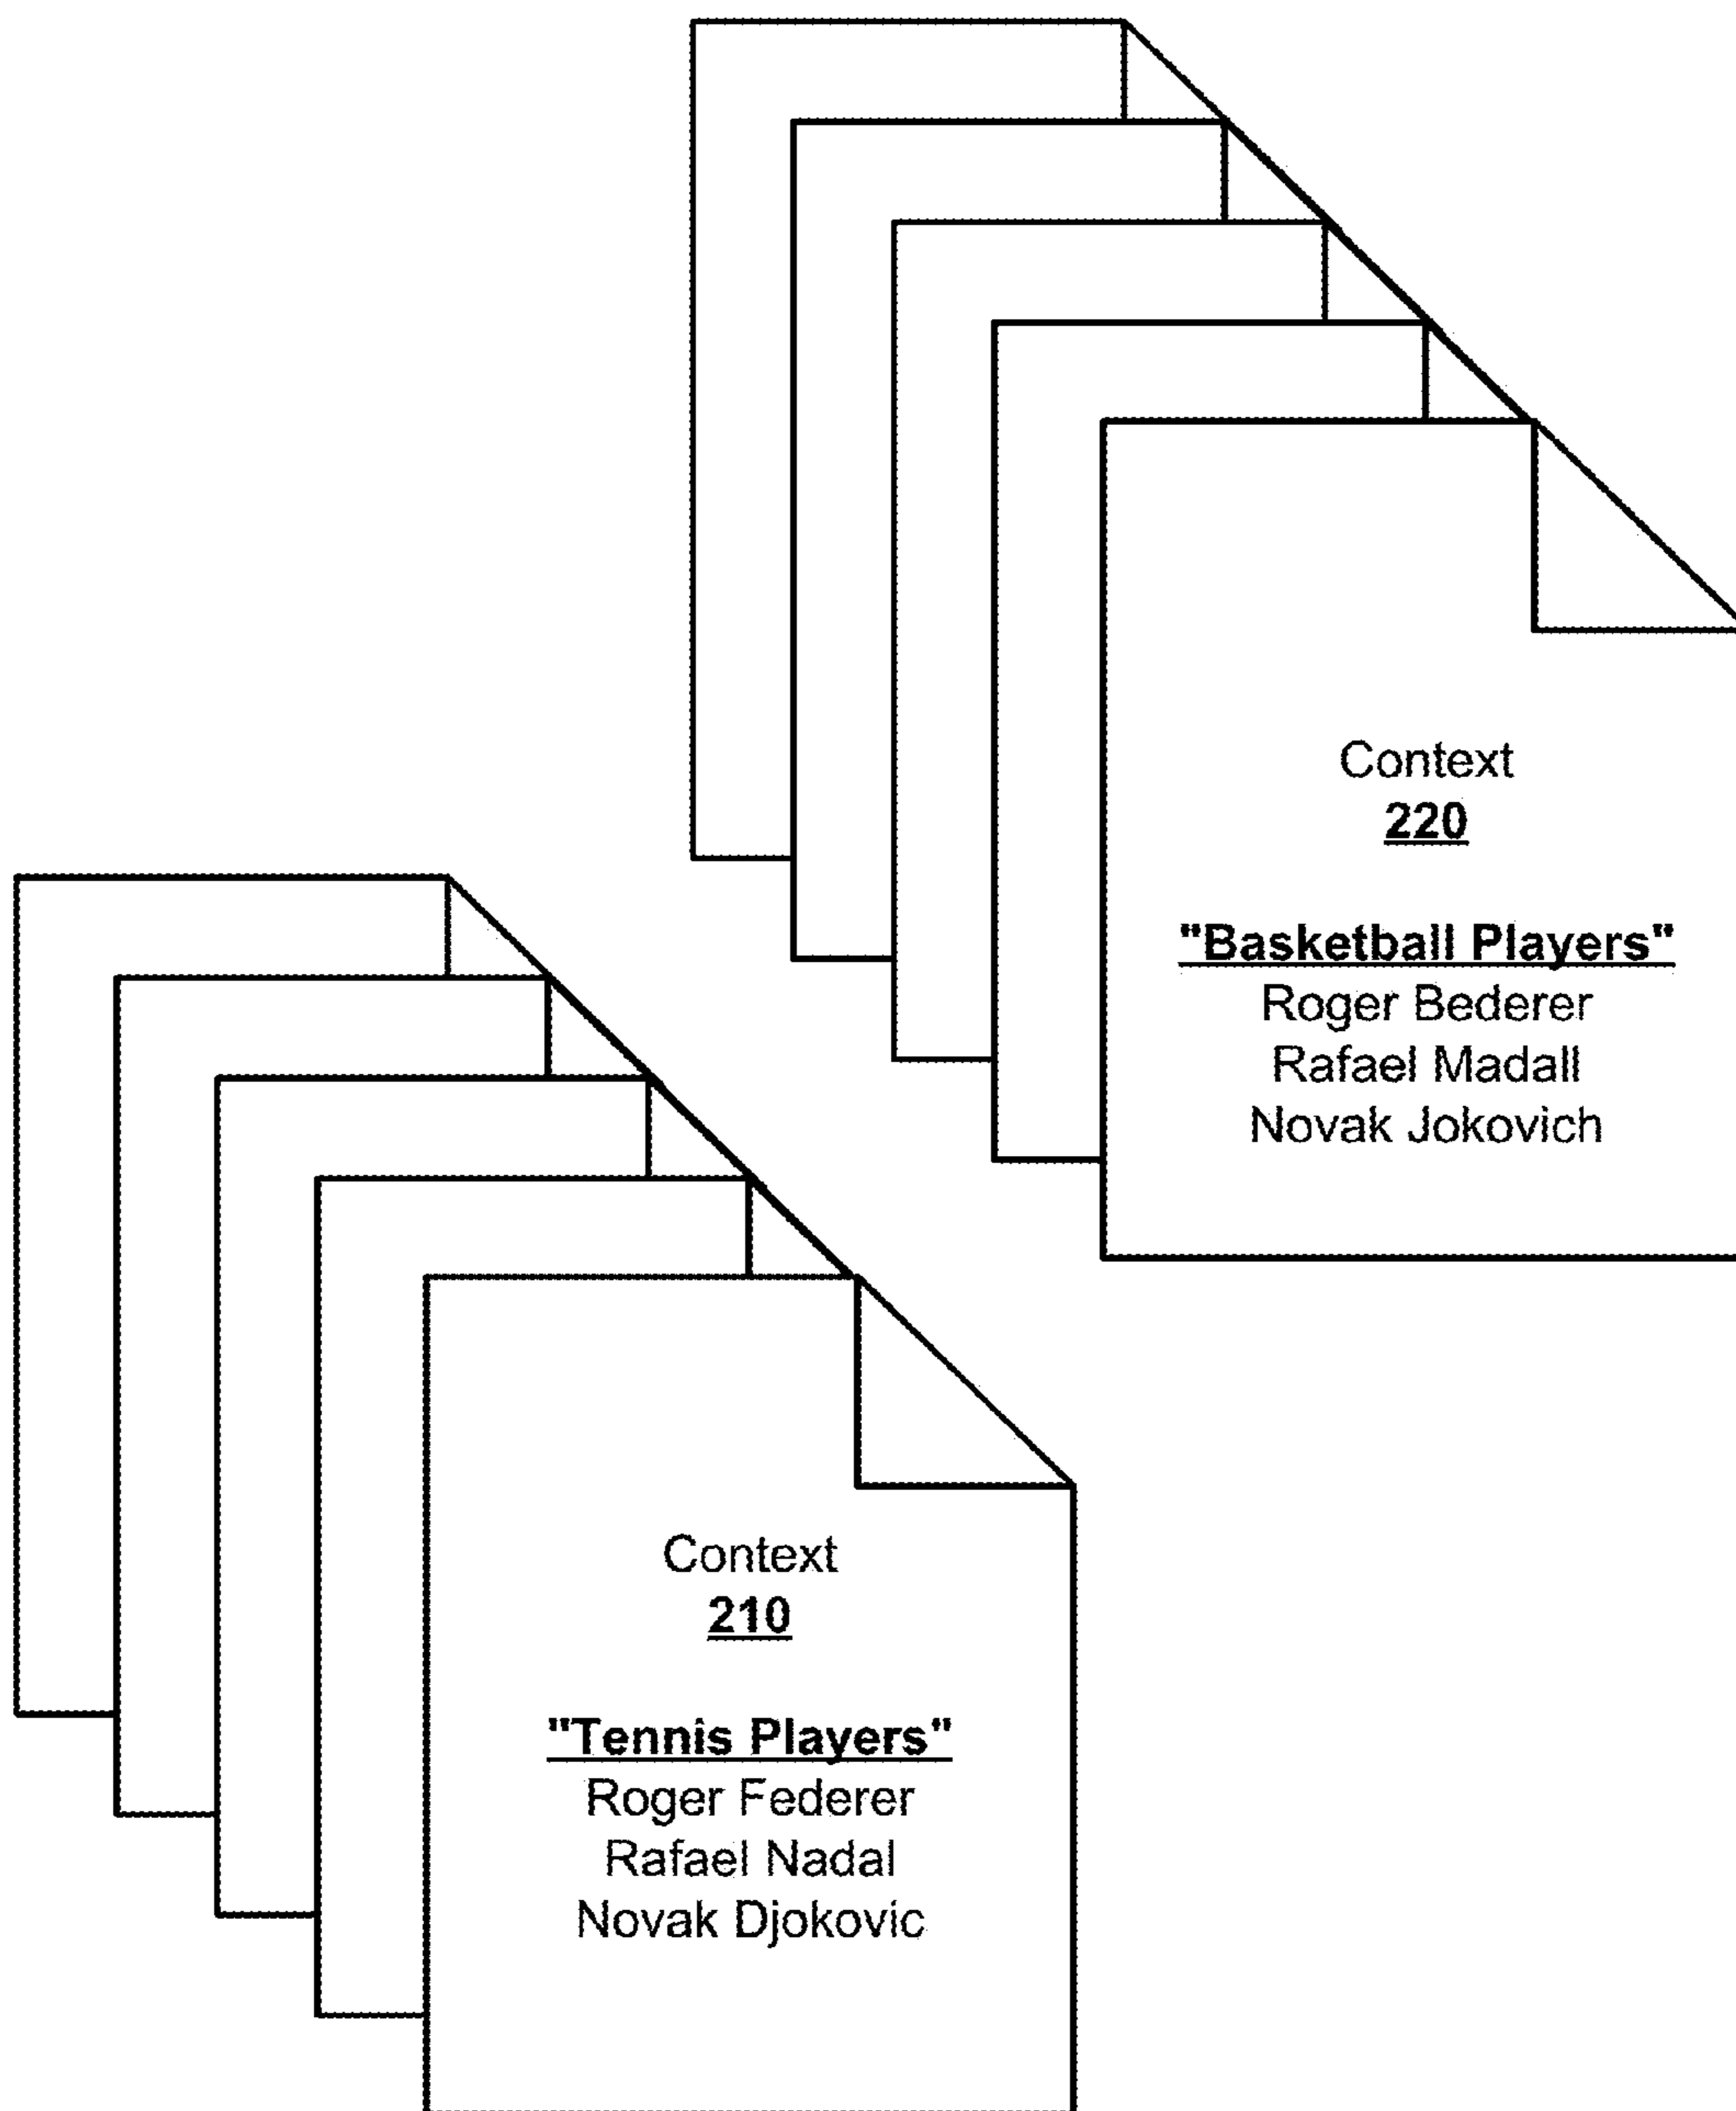 Context
220
"Basketball Players"
Roger Bederer
Rafael Madall
Novak Jokovich
Context
210
"Tennis Players"
Roger Federer
Rafael Nadal
Novak Djokovic